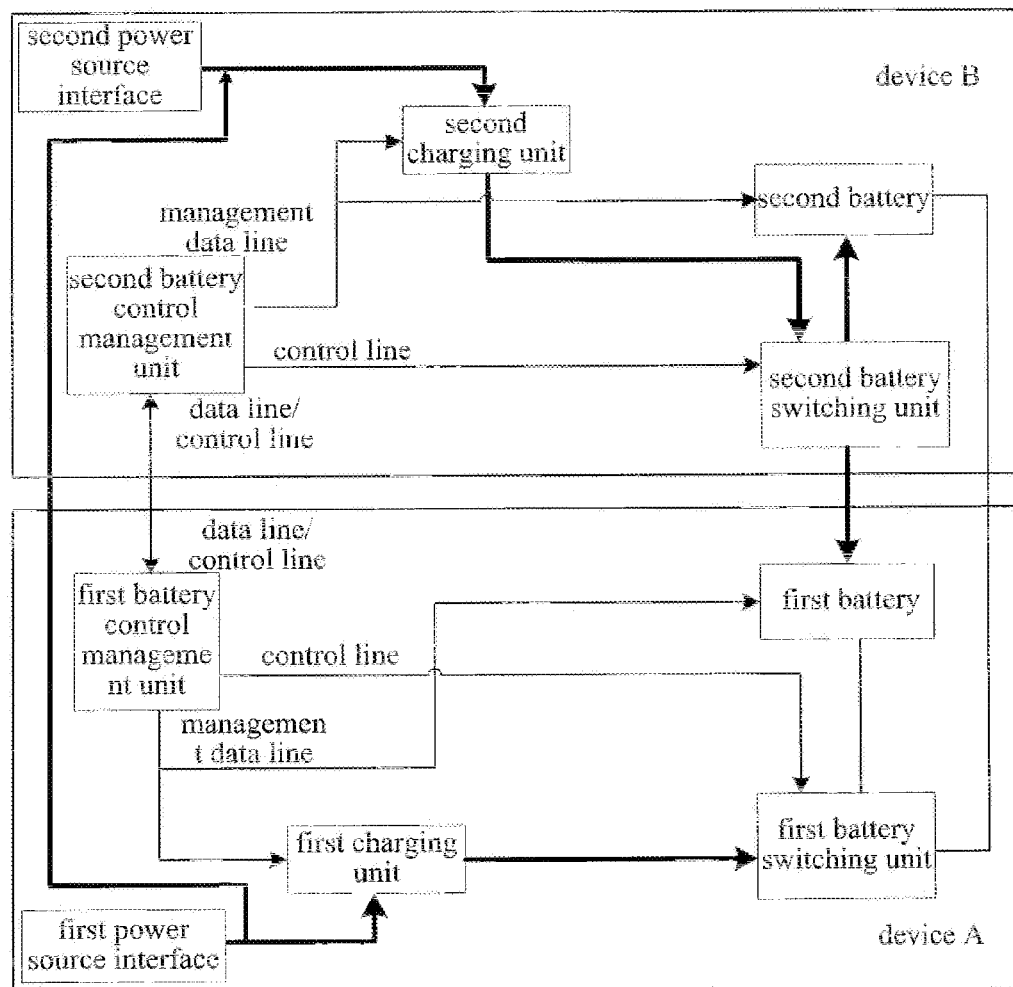 second power
source
interface
device B
second
charging unit
second battery
management
data line
second battery
control
management
unit
control line
second battery
switching unit
data line/
control line
data line/
control line
first battery
control
manageme
nt unit
first battery
control line
managemen
t data line
first charging
unit
first battery
switching unit
first power
source interface
device A